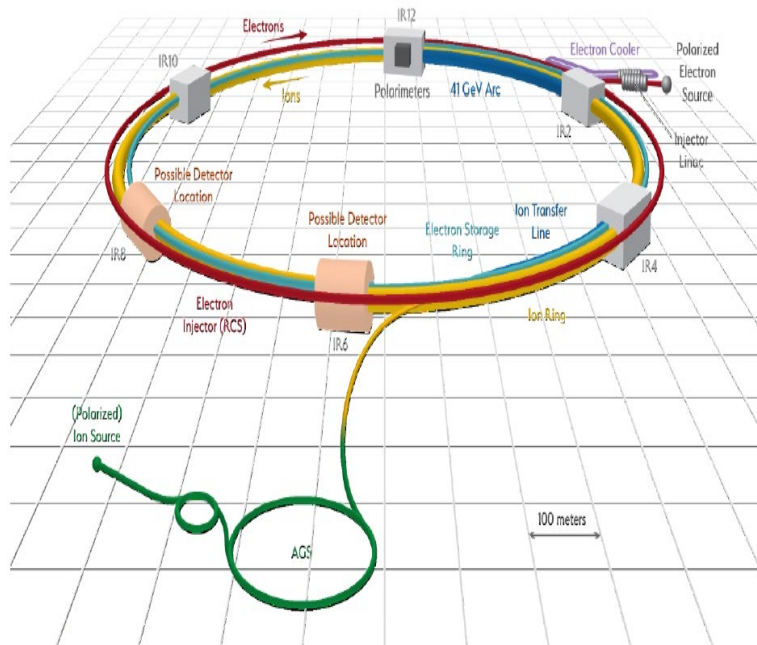 IR12
Electrons
IR10
Ions
Polarimeters
41 GeV Arc
Electron Cooler
Polarized
Electron
Source
IR2
Injector
Linac
Possible Detector
Location
Possible Detector
Location
Ion Transfer
Line
Electron Storage
Ring
IR8
IR4
Electron
Injector (RCS)
IR6
Ion Ring
(Polarized)
Ion Source
AGS
100 meters